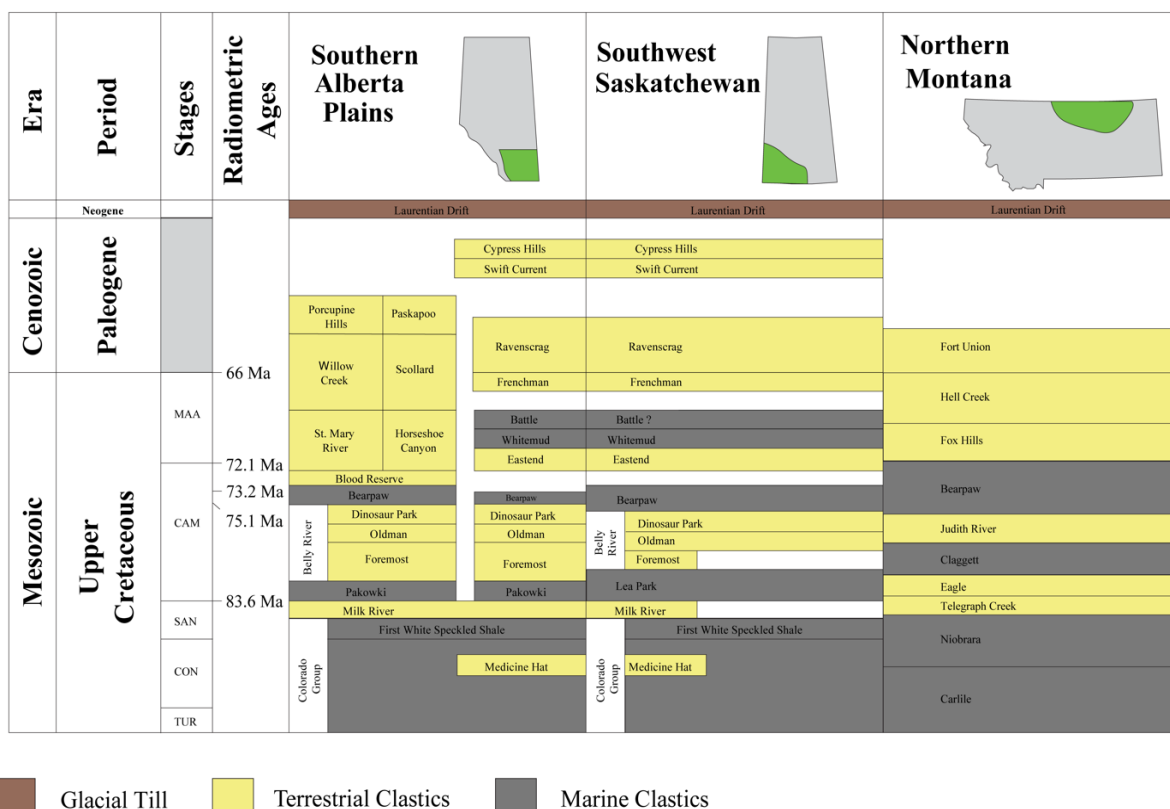 Era
Period
Stages
Radiometric
Ages
Southern
Alberta
Plains
Southwest
Saskatchewan
Northern
Montana
Neogene
Laurentian Drift
Laurentian Drift
Laurentian Drift
Cenozoic
Paleogene
Cypress Hills
Cypress Hills
Swift Current
Swift Current
Porcupine
Hills
Paskapoo
Ravenscrag
Ravenscrag
Fort Union
Willow
Creek
Scollard
66 Ma
Frenchman
Frenchman
Hell Creek
Mesozoic
Upper
Cretaceous
MAA
St. Mary
River
Horseshoe
Canyon
Battle
Battle ?
Whitemud
Whitemud
Fox Hills
Eastend
Eastend
72.1 Ma
Blood Reserve
73.2 Ma
Bearpaw
Bearpaw
Bearpaw
Bearpaw
75.1 Ma
CAM
Belly River
Dinosaur Park
Dinosaur Park
Belly
River
Dinosaur Park
Judith River
Oldman
Oldman
Oldman
Foremost
Foremost
Foremost
Claggett
Pakowki
Pakowki
Lea Park
Eagle
83.6 Ma
Milk River
Milk River
Telegraph Creek
SAN
First White Speckled Shale
First White Speckled Shale
Niobrara
CON
Colorado
Group
Medicine Hat
Colorado
Group
Medicine Hat
Carlile
TUR
Glacial Till
Terrestrial Clastics
Marine Clastics